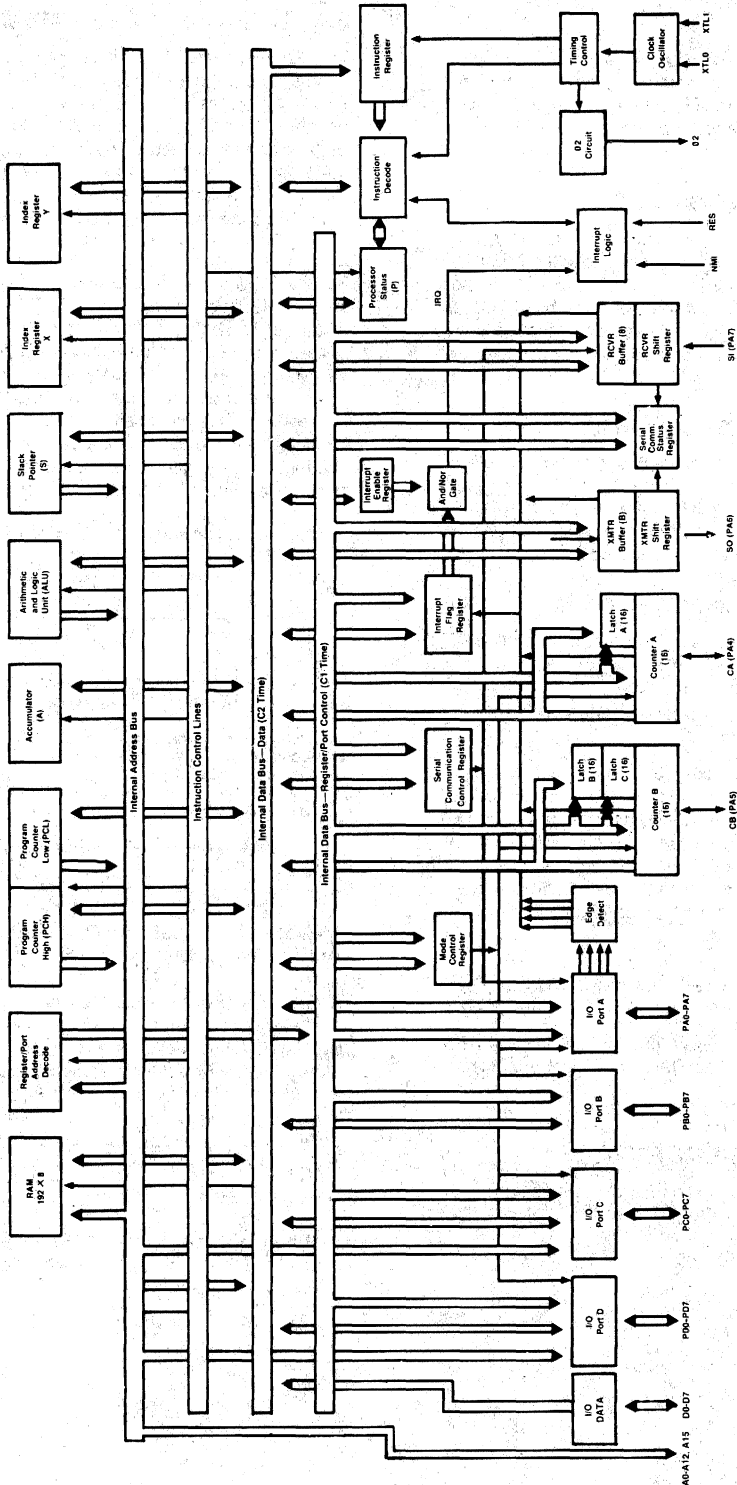 RAM
192 X 8
Register/Port
Address
Decode
Program
Counter
High (PCH)
Program
Counter
Low (PCL)
Accumulator
(A)
Arithmetic
and Logic
Unit (ALU)
Stack
Pointer
(S)
Index
Register
X
Index
Register
Y
Internal Address Bus
Instruction Control Lines
Internal Data Bus—Data (C2 Time)
Internal Data Bus—Register/Port Control (C1 Time)
Instruction
Register
Instruction
Decode
Processor
Status
(P)
Timing
Control
Clock
Oscillator
XTL1
XTL0
02
Circuit
02
Interrupt
Logic
RES
NMI
IRQ
Interrupt
Enable
Register
And/Nor
Gate
Interrupt
Flag
Register
Serial
Communication
Control Register
Mode
Control
Register
I/O
DATA
I/O
Port D
I/O
Port C
I/O
Port B
I/O
Port A
Edge
Detect
Latch
B (16)
Latch
C (16)
Counter B
(16)
Latch
A (16)
Counter A
(16)
XMTR
Buffer (B)
XMTR
Shift
Register
Serial
Comm.
Status
Register
RCVR
Buffer (8)
RCVR
Shift
Register
A0-A12, A15
D0-D7
PD0-PD7
PC0-PC7
PB0-PB7
PA0-PA7
CB (PA5)
CA (PA4)
SO (PA6)
SI (PA7)